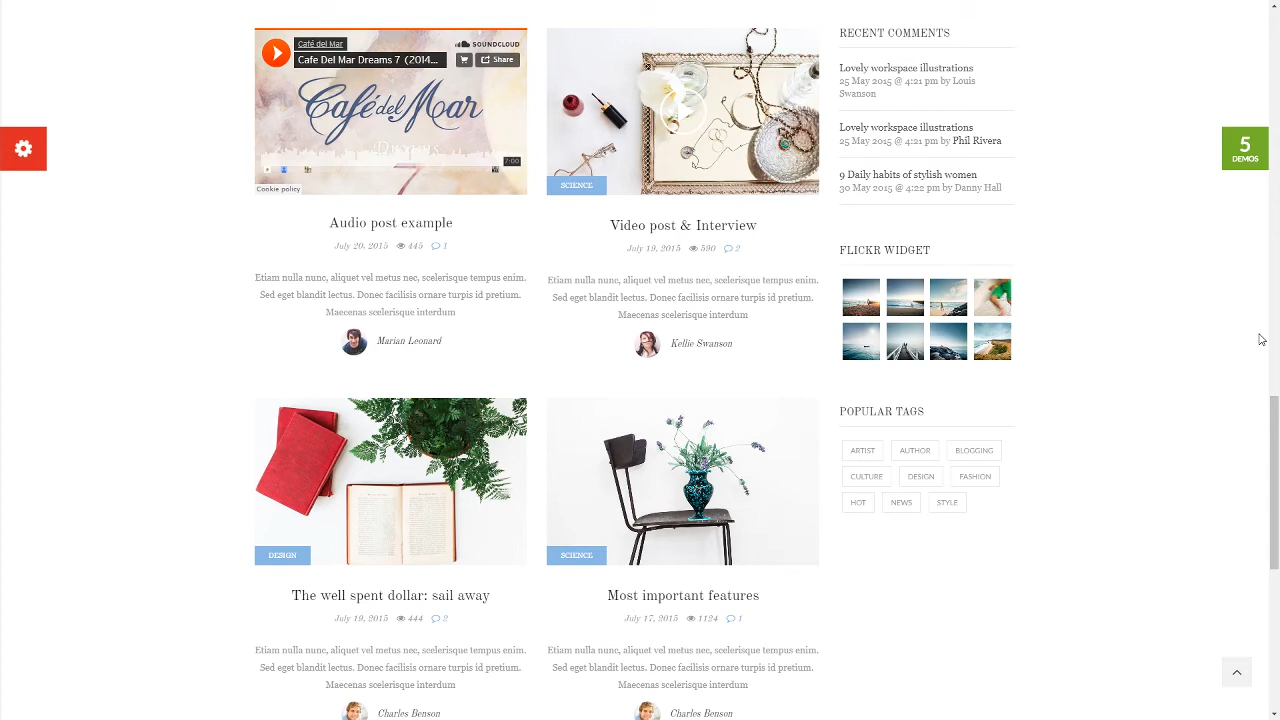 Café del Mar
SOUNDCLOUD
Cafe Del Mar Dreams 7 (2014...
Share
Café del Mar
Dreams
7
7:00
Cookie policy
Audio post example
July 20, 2015 445 1
Etiam nulla nunc, aliquet vel metus nec, scelerisque tempus enim.
Sed eget blandit lectus. Donec facilisis ornare turpis id pretium.
Maecenas scelerisque interdum
Marian Leonard
SCIENCE
Video post & Interview
July 19, 2015 590 2
Etiam nulla nunc, aliquet vel metus nec, scelerisque tempus enim.
Sed eget blandit lectus. Donec facilisis ornare turpis id pretium.
Maecenas scelerisque interdum
Kellie Swanson
DESIGN
The well spent dollar: sail away
July 19, 2015 444 2
Etiam nulla nunc, aliquet vel metus nec, scelerisque tempus enim.
Sed eget blandit lectus. Donec facilisis ornare turpis id pretium.
Maecenas scelerisque interdum
Charles Benson
SCIENCE
Most important features
July 17, 2015 1124 1
Etiam nulla nunc, aliquet vel metus nec, scelerisque tempus enim.
Sed eget blandit lectus. Donec facilisis ornare turpis id pretium.
Maecenas scelerisque interdum
Charles Benson
RECENT COMMENTS
Lovely workspace illustrations
25 May 2015 @ 4:21 pm by Louis
Swanson
Lovely workspace illustrations
25 May 2015 @ 4:21 pm by Phil Rivera
9 Daily habits of stylish women
30 May 2015 @ 4:22 pm by Danny Hall
FLICKR WIDGET
POPULAR TAGS
ARTIST AUTHOR BLOGGING
CULTURE DESIGN FASHION
HOT NEWS STYLE
5
DEMOS